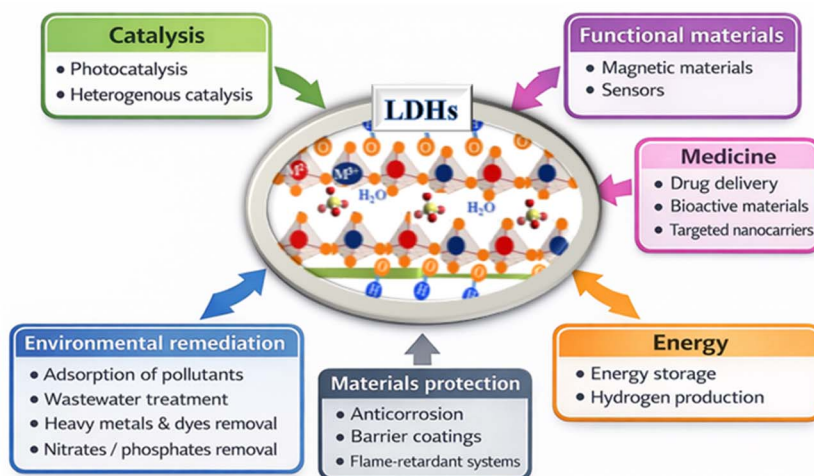 Catalysis
• Photocatalysis
• Heterogenous catalysis
Functional materials
• Magnetic materials
• Sensors
LDHs
O O O O
M²⁺ M³⁺
H₂O H₂O
Medicine
• Drug delivery
• Bioactive materials
• Targeted nanocarriers
O O O
H H H
Environmental remediation
• Adsorption of pollutants
• Wastewater treatment
• Heavy metals & dyes removal
• Nitrates / phosphates removal
Materials protection
• Anticorrosion
• Barrier coatings
• Flame-retardant systems
Energy
• Energy storage
• Hydrogen production